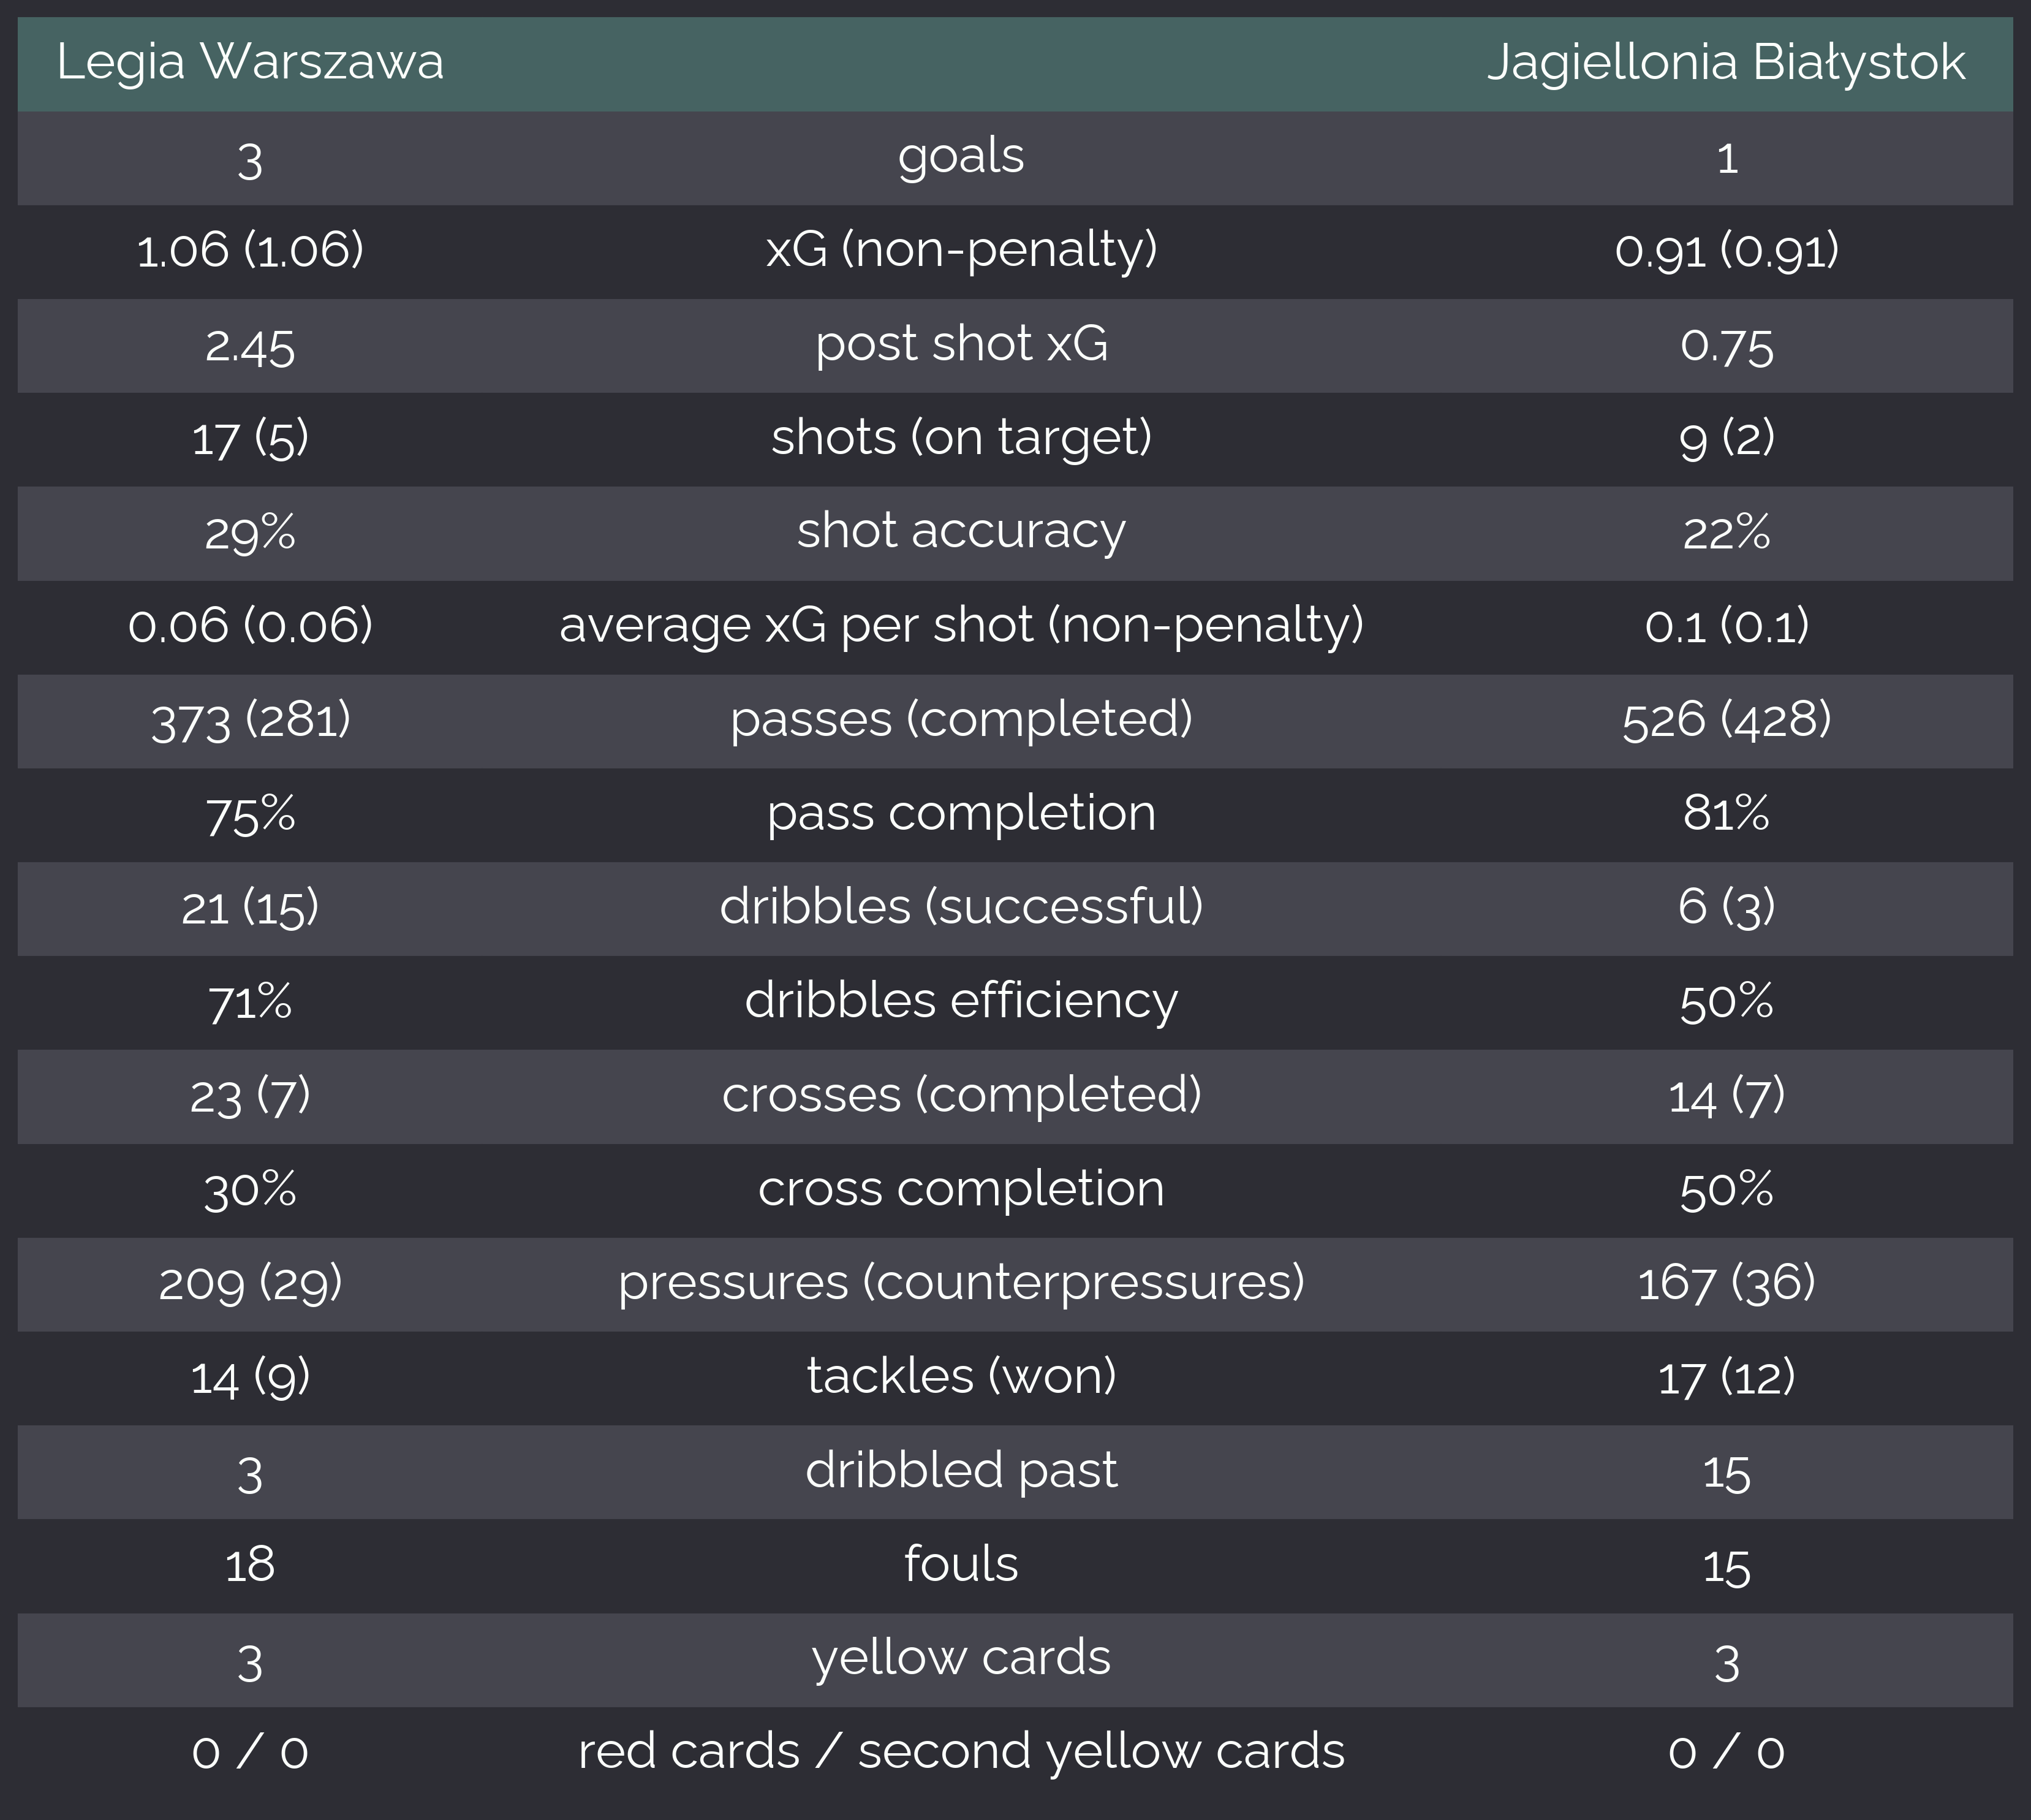 Legia Warszawa Jagiellonia Białystok
3 goals 1
1.06 (1.06) xG (non-penalty) 0.91 (0.91)
2.45 post shot xG 0.75
17 (5) shots (on target) 9 (2)
29% shot accuracy 22%
0.06 (0.06) average xG per shot (non-penalty) 0.1 (0.1)
373 (281) passes (completed) 526 (428)
75% pass completion 81%
21 (15) dribbles (successful) 6 (3)
71% dribbles efficiency 50%
23 (7) crosses (completed) 14 (7)
30% cross completion 50%
209 (29) pressures (counterpressures) 167 (36)
14 (9) tackles (won) 17 (12)
3 dribbled past 15
18 fouls 15
3 yellow cards 3
0 / 0 red cards / second yellow cards 0 / 0